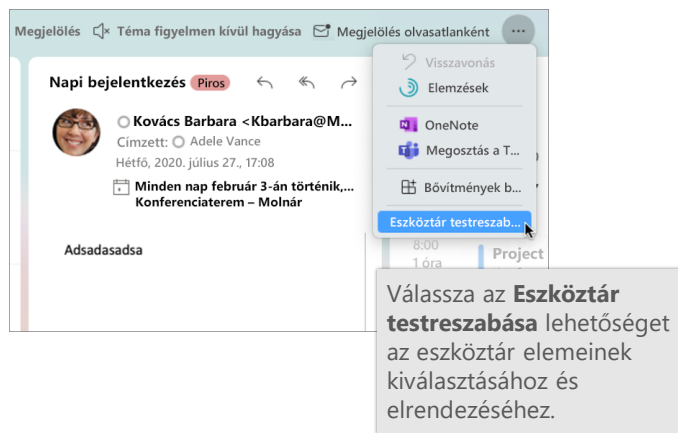 Megjelölés Téma figyelmen kívül hagyása Megjelölés olvasatlanként ...
Visszavonás
Elemzések
OneNote
Megosztás a T...
Bővítmények b...
Eszköztár testreszab...
Napi bejelentkezés Piros
Kovács Barbara <Kbarbara@M...
Címzett: Adele Vance
Hétfő, 2020. július 27., 17:08
Minden nap február 3-án történik,...
Konferenciaterem – Molnár
Adsadasadsa
8:00
1 óra
Project
Válassza az Eszköztár
testreszabása lehetőséget
az eszköztár elemeinek
kiválasztásához és
elrendezéséhez.